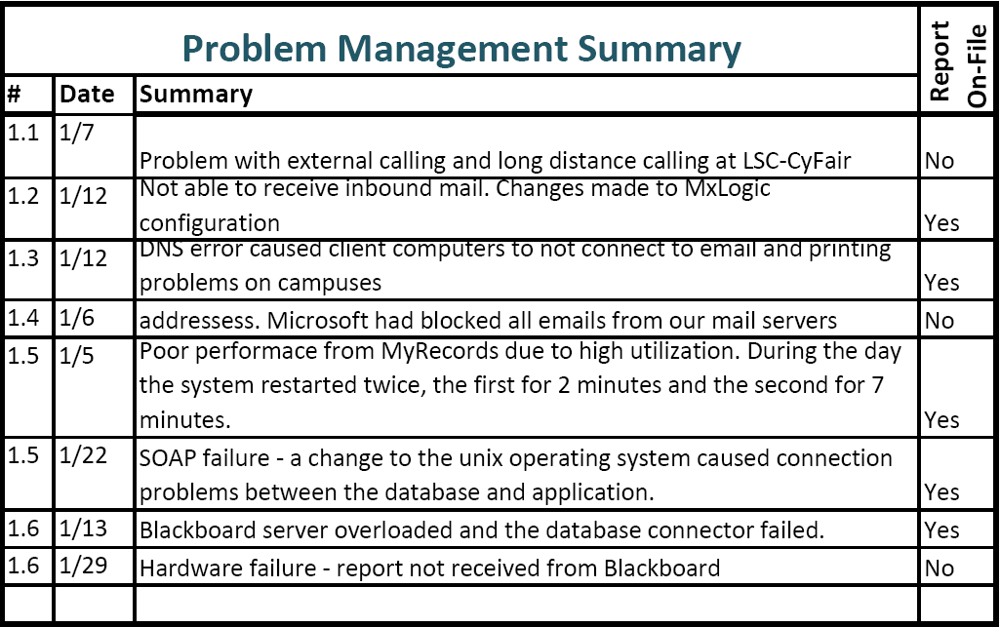 Problem Management Summary
Report
On-File
# Date Summary
1.1 1/7
Problem with external calling and long distance calling at LSC-CyFair No
1.2 1/12 Not able to receive inbound mail. Changes made to MxLogic
configuration Yes
1.3 1/12 DNS error caused client computers to not connect to email and printing
problems on campuses Yes
1.4 1/6 addressess. Microsoft had blocked all emails from our mail servers No
1.5 1/5 Poor performace from MyRecords due to high utilization. During the day
the system restarted twice, the first for 2 minutes and the second for 7
minutes. Yes
1.5 1/22 SOAP failure - a change to the unix operating system caused connection
problems between the database and application. Yes
1.6 1/13 Blackboard server overloaded and the database connector failed. Yes
1.6 1/29 Hardware failure - report not received from Blackboard No